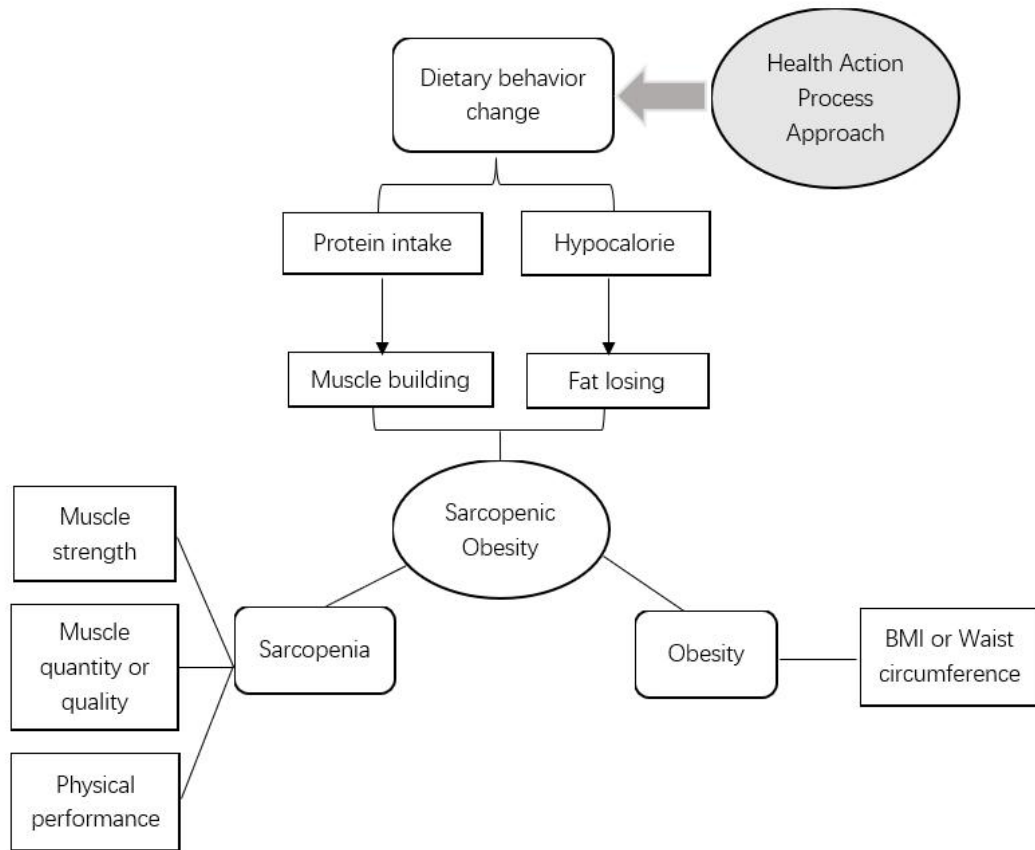 Dietary behavior
change
Health Action
Process
Approach
Protein intake
Hypocalorie
Muscle building
Fat losing
Sarcopenic
Obesity
Muscle
strength
Muscle
quantity or
quality
Physical
performance
Sarcopenia
Obesity
BMI or Waist
circumference